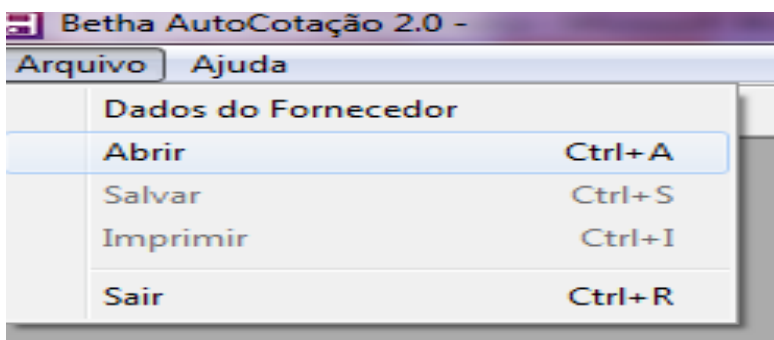 Betha AutoCotação 2.0 -
Arquivo Ajuda
Dados do Fornecedor
Abrir Ctrl+A
Salvar Ctrl+S
Imprimir Ctrl+I
Sair Ctrl+R